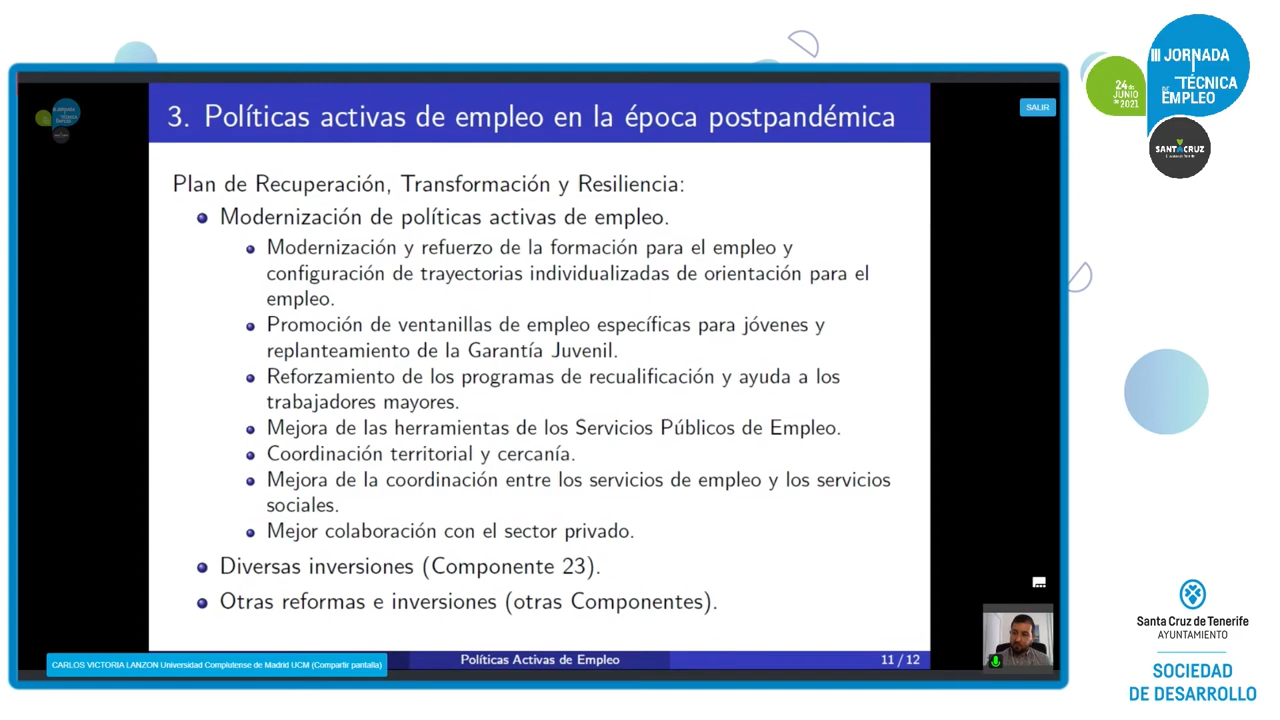 III JORNADA
TÉCNICA
DE EMPLEO
24 de
JUNIO
de 2021
SANTA CRUZ
SALIR
3. Políticas activas de empleo en la época postpandémica
Plan de Recuperación, Transformación y Resiliencia:
Modernización de políticas activas de empleo.
Modernización y refuerzo de la formación para el empleo y
configuración de trayectorias individualizadas de orientación para el
empleo.
Promoción de ventanillas de empleo específicas para jóvenes y
replanteamiento de la Garantía Juvenil.
Reforzamiento de los programas de recualificación y ayuda a los
trabajadores mayores.
Mejora de las herramientas de los Servicios Públicos de Empleo.
Coordinación territorial y cercanía.
Mejora de la coordinación entre los servicios de empleo y los servicios
sociales.
Mejor colaboración con el sector privado.
Diversas inversiones (Componente 23).
Otras reformas e inversiones (otras Componentes).
CARLOS VICTORIA LANZON Universidad Complutense de Madrid UCM (Compartir pantalla)
Políticas Activas de Empleo
11 / 12
Santa Cruz de Tenerife
AYUNTAMIENTO
SOCIEDAD
DE DESARROLLO